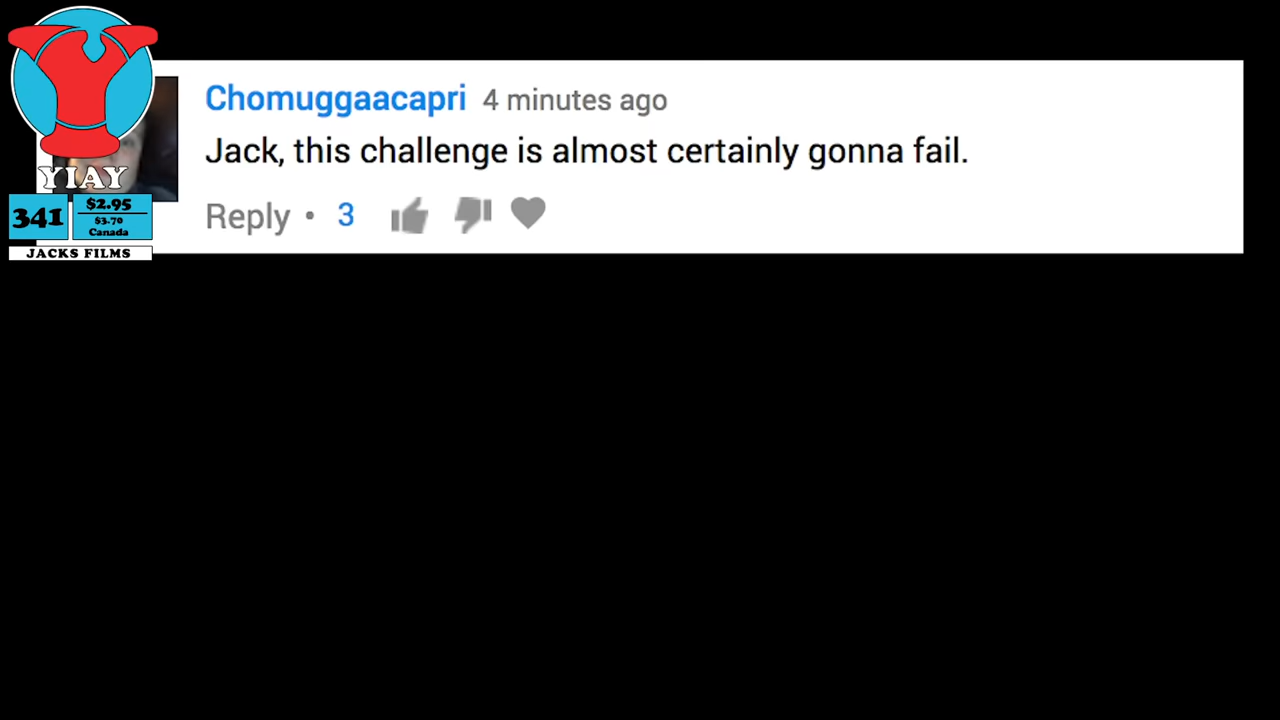 Chomuggaacapri 4 minutes ago
Jack, this challenge is almost certainly gonna fail.
Reply • 3
YIAY
341
$2.95
$3.70
Canada
JACKS FILMS